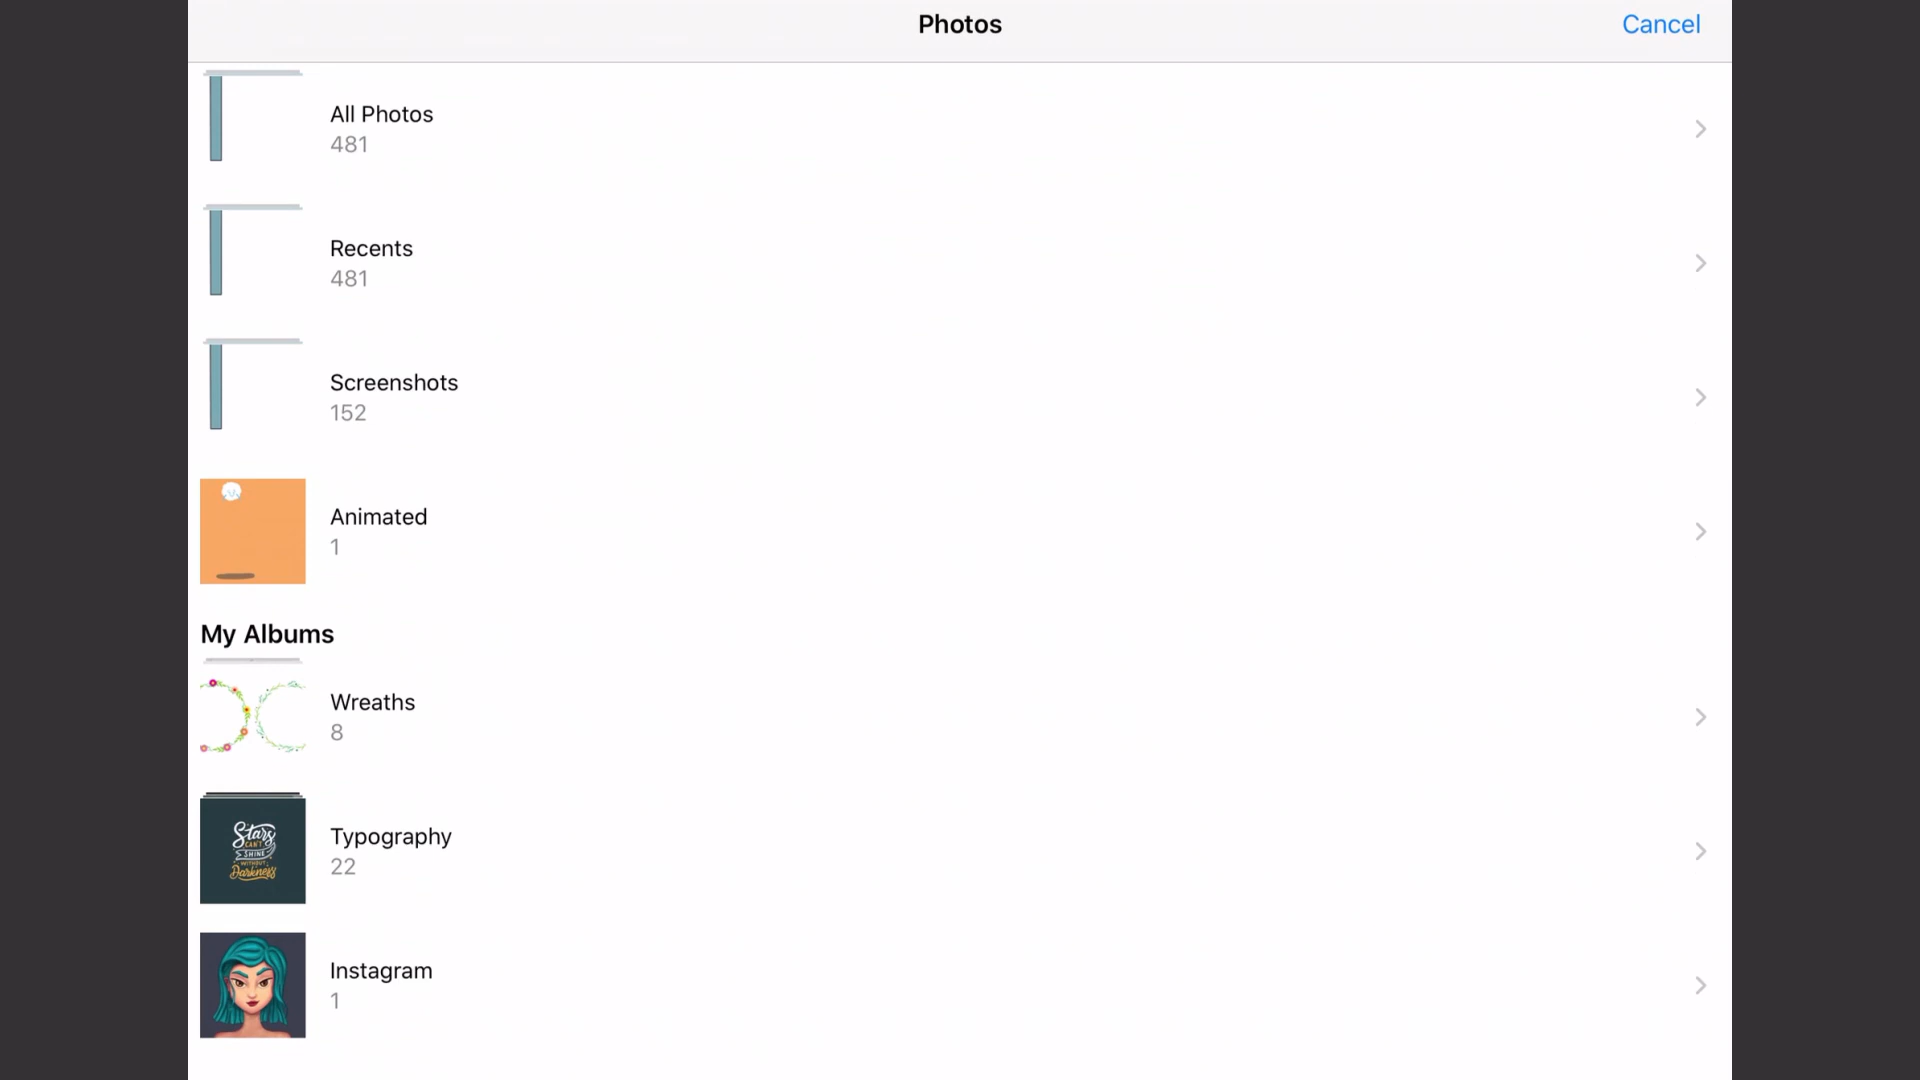 Photos
Cancel
All Photos
481
Recents
481
Screenshots
152
Animated
1
My Albums
Wreaths
8
Stars
CAN'T
SHINE
WITHOUT
Darkness
Typography
22
Instagram
1